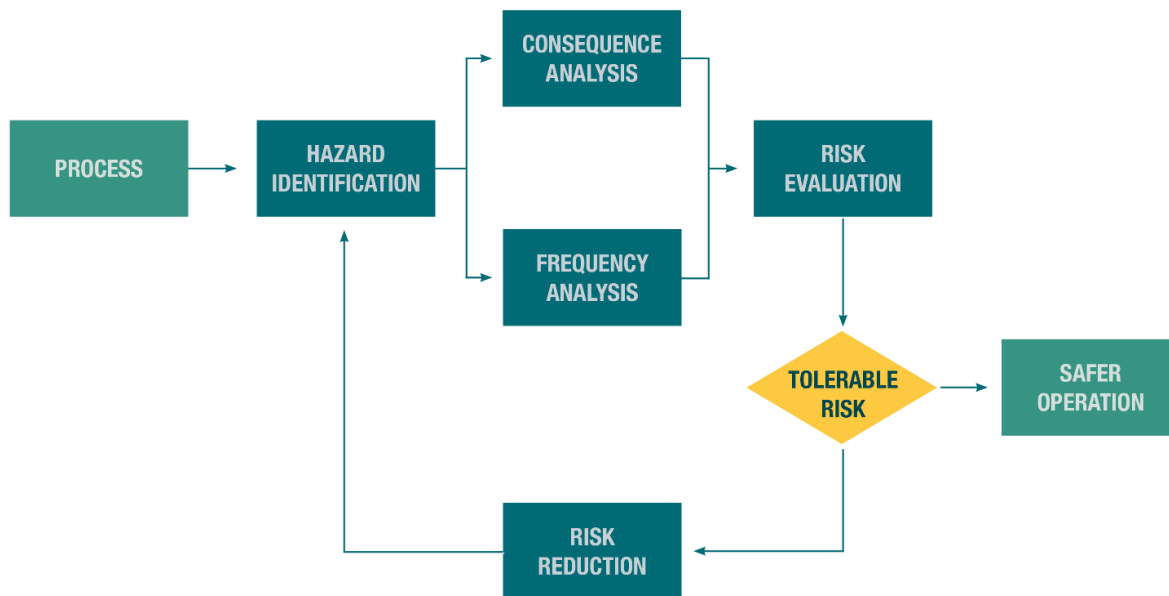 CONSEQUENCE
ANALYSIS
PROCESS
HAZARD
IDENTIFICATION
RISK
EVALUATION
FREQUENCY
ANALYSIS
TOLERABLE
RISK
SAFER
OPERATION
RISK
REDUCTION